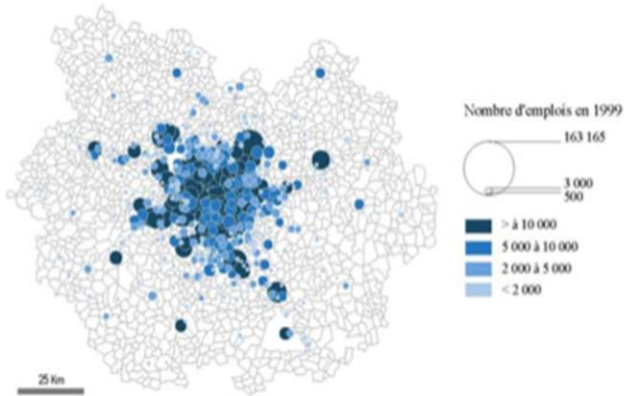 Nombre d'emplois en 1999
163 165
3 000
500
> à 10 000
5 000 à 10 000
2 000 à 5 000
< 2 000
25 Km